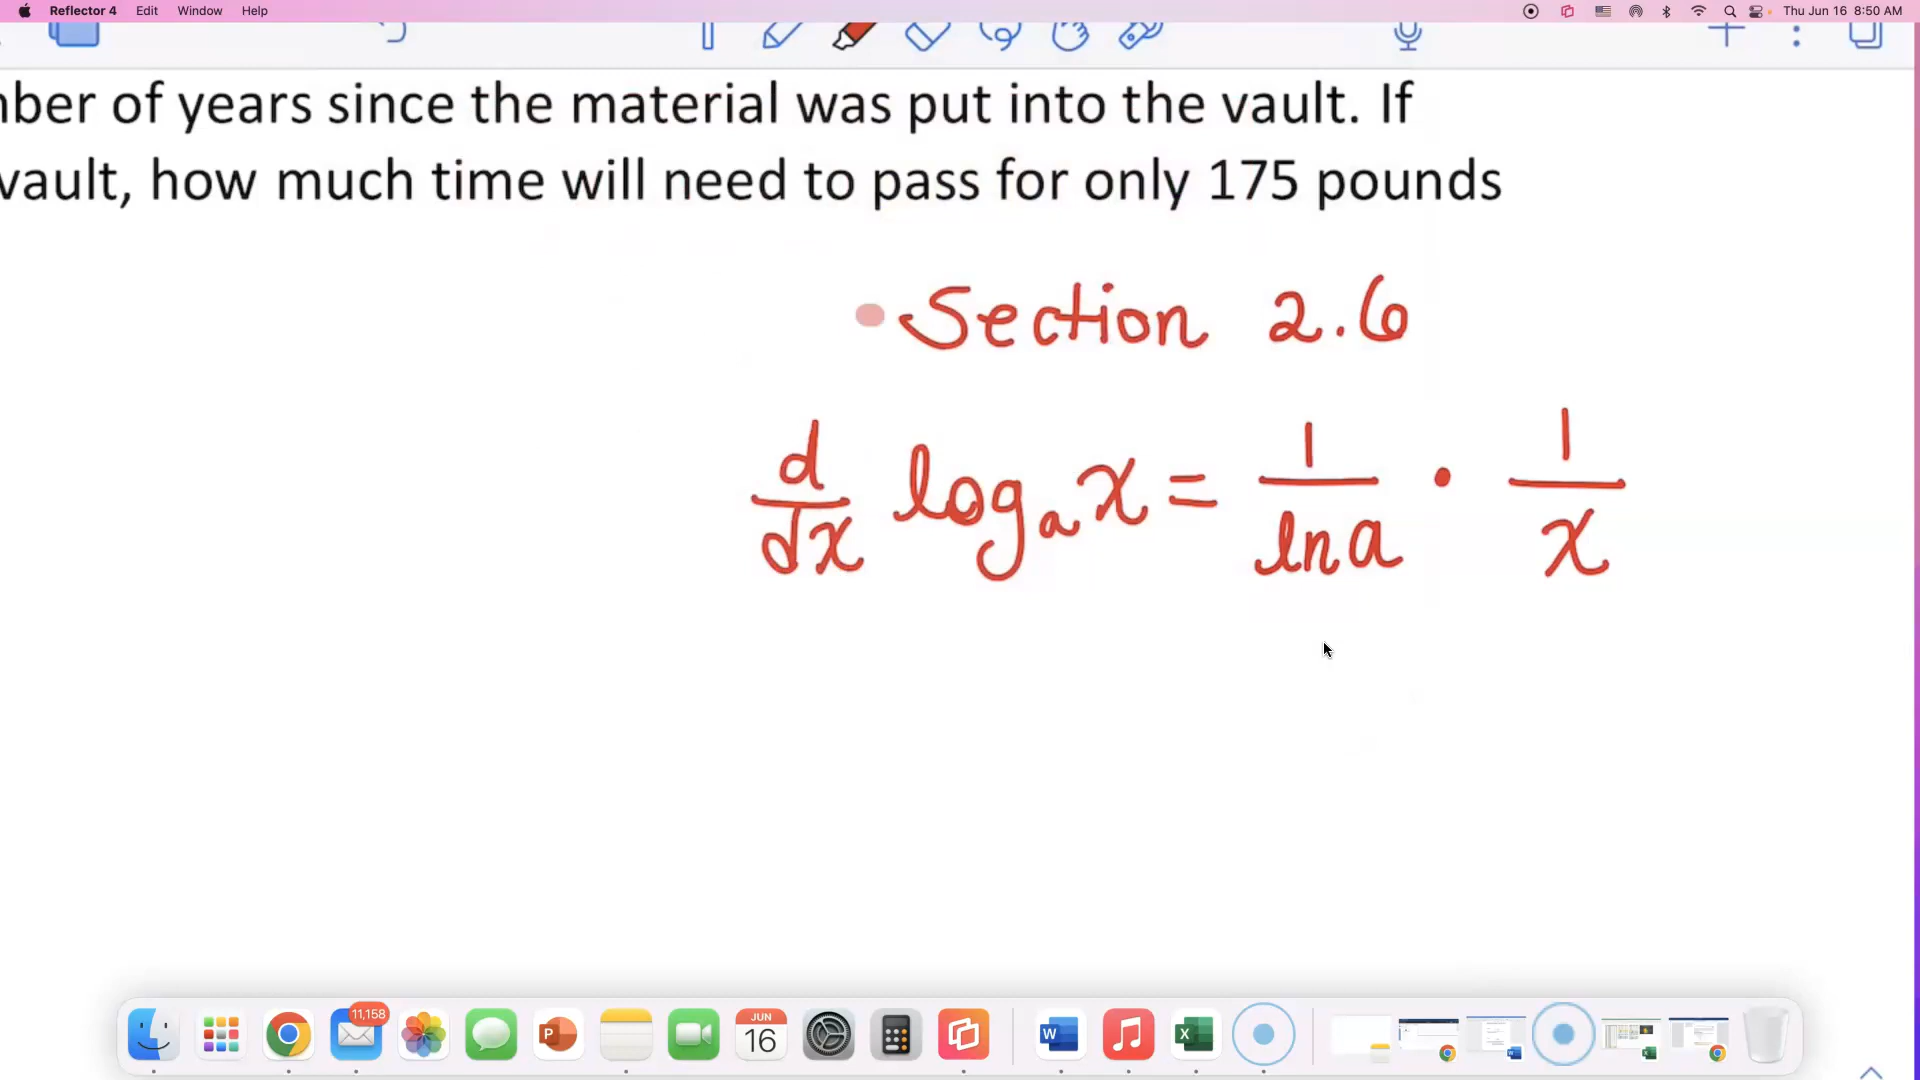 Reflector 4 Edit Window Help Thu Jun 16 8:50 AM
nber of years since the material was put into the vault. If
vault, how much time will need to pass for only 175 pounds
• Section 2.6
d/dx log_a x = 1/ln a · 1/x
11,158
JUN
16
P
W
X